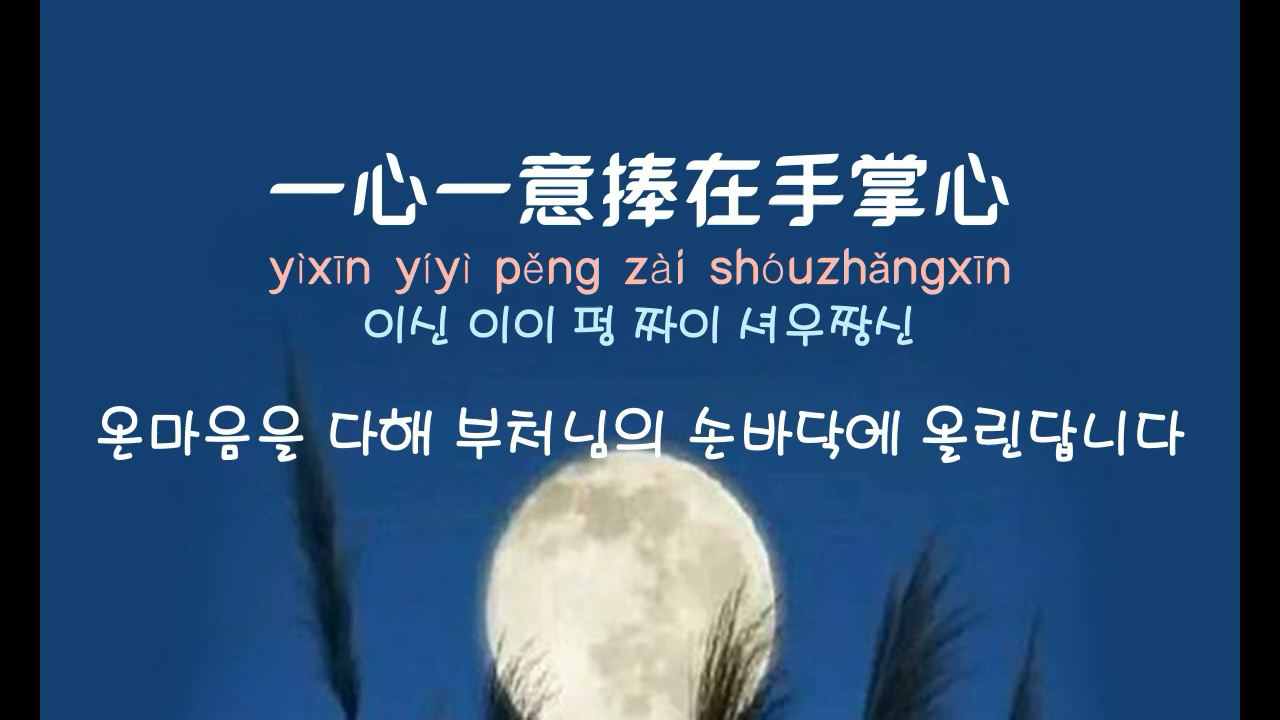 一心一意捧在手掌心
yìxīn yíyì pěng zài shóuzhǎngxīn
이신 이이 펑 짜이 셔우짱신
온마음을 다해 부처님의 손바닥에 올린답니다